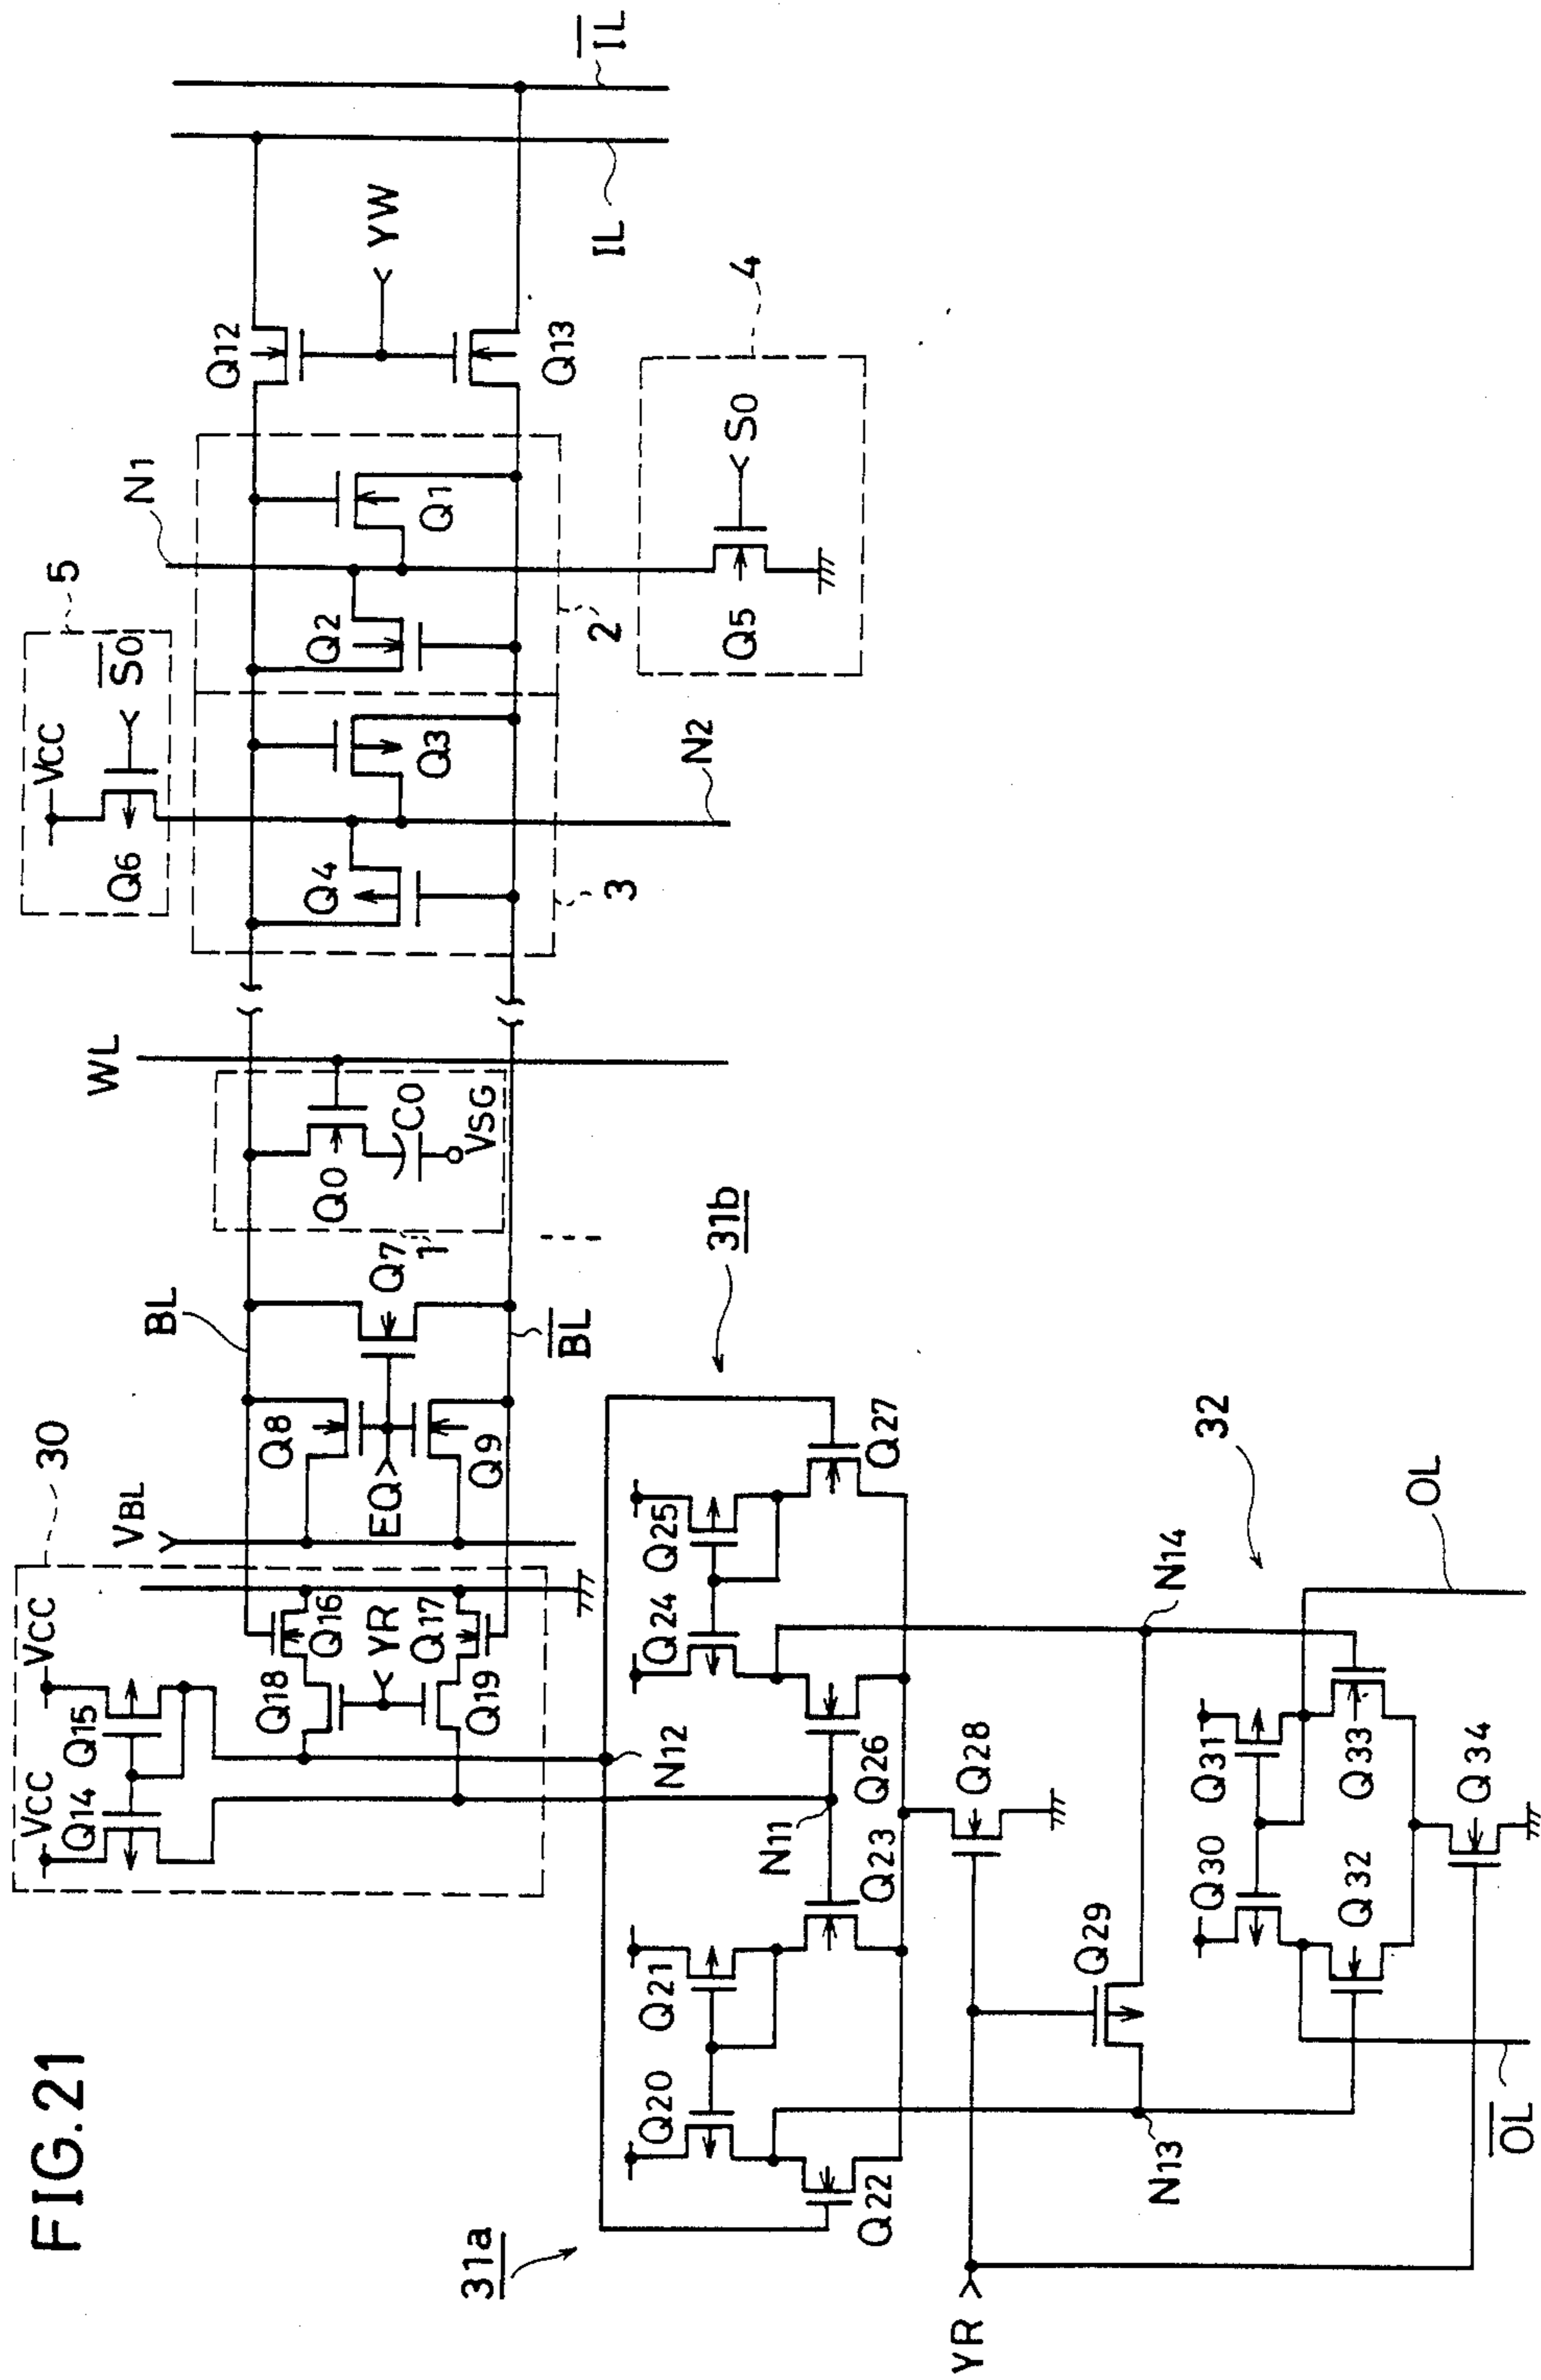 FIG.21
30
VCC
VCC
Q14
Q15
Q18
Q16
YR
Q17
Q19
VBL
Q8
EQ
Q9
BL
Q7
BL
1
Q0
C0
VSG
WL
5
VCC
S0
Q6
Q4
Q3
3
N2
N1
Q2
Q1
2
Q5
S0
4
Q12
YW
Q13
IL
IL
31a
Q20
Q21
Q22
Q23
N11
N12
31b
Q24
Q25
Q26
Q27
YR
Q28
Q29
N13
N14
32
Q30
Q31
Q32
Q33
Q34
OL
OL